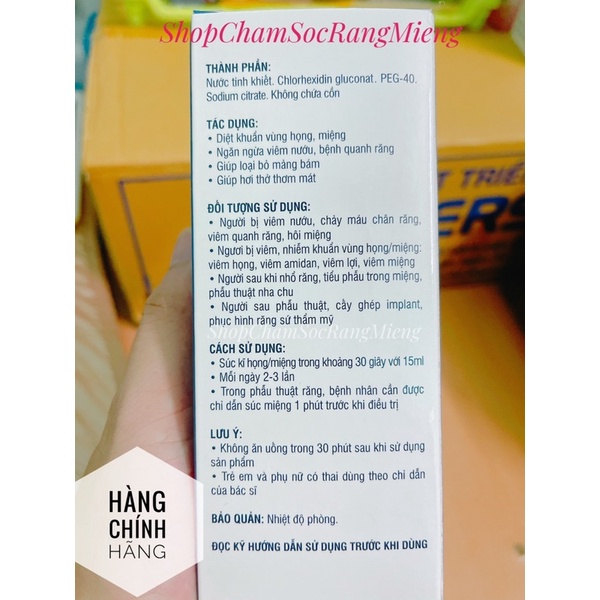 ShopChamSocRangMieng
THÀNH PHẦN:
Nước tinh khiết. Chlorhexidin gluconat. PEG-40.
Sodium citrate. Không chứa cồn
TÁC DỤNG:
• Diệt khuẩn vùng họng, miệng
• Ngăn ngừa viêm nướu, bệnh quanh răng
• Giúp loại bỏ mảng bám
• Giúp hơi thở thơm mát
T TRIỂ
ERS
ĐỐI TƯỢNG SỬ DỤNG:
• Người bị viêm nướu, chảy máu chân răng,
viêm quanh răng, hôi miệng
• Ngươi bị viêm, nhiễm khuẩn vùng họng/miệng:
viêm họng, viêm amidan, viêm lợi, viêm miệng
• Người sau khi nhổ răng, tiểu phẫu trong miệng,
phẫu thuật nha chu
• Người sau phẫu thuật, cấy ghép implant,
phục hình răng sứ thẩm mỹ
ShopChamSocRangMieng
CÁCH SỬ DỤNG:
• Súc kĩ họng/miệng trong khoảng 30 giây với 15ml
• Mỗi ngày 2-3 lần
• Trong phẫu thuật răng, bệnh nhân cần được
chỉ dẫn súc miệng 1 phút trước khi điều trị
LƯU Ý:
• Không ăn uống trong 30 phút sau khi sử dụng
sản phẩm
• Trẻ em và phụ nữ có thai dùng theo chỉ dẫn
của bác sĩ
BẢO QUẢN: Nhiệt độ phòng.
ĐỌC KỸ HƯỚNG DẪN SỬ DỤNG TRƯỚC KHI DÙNG
HÀNG
CHÍNH
HÃNG